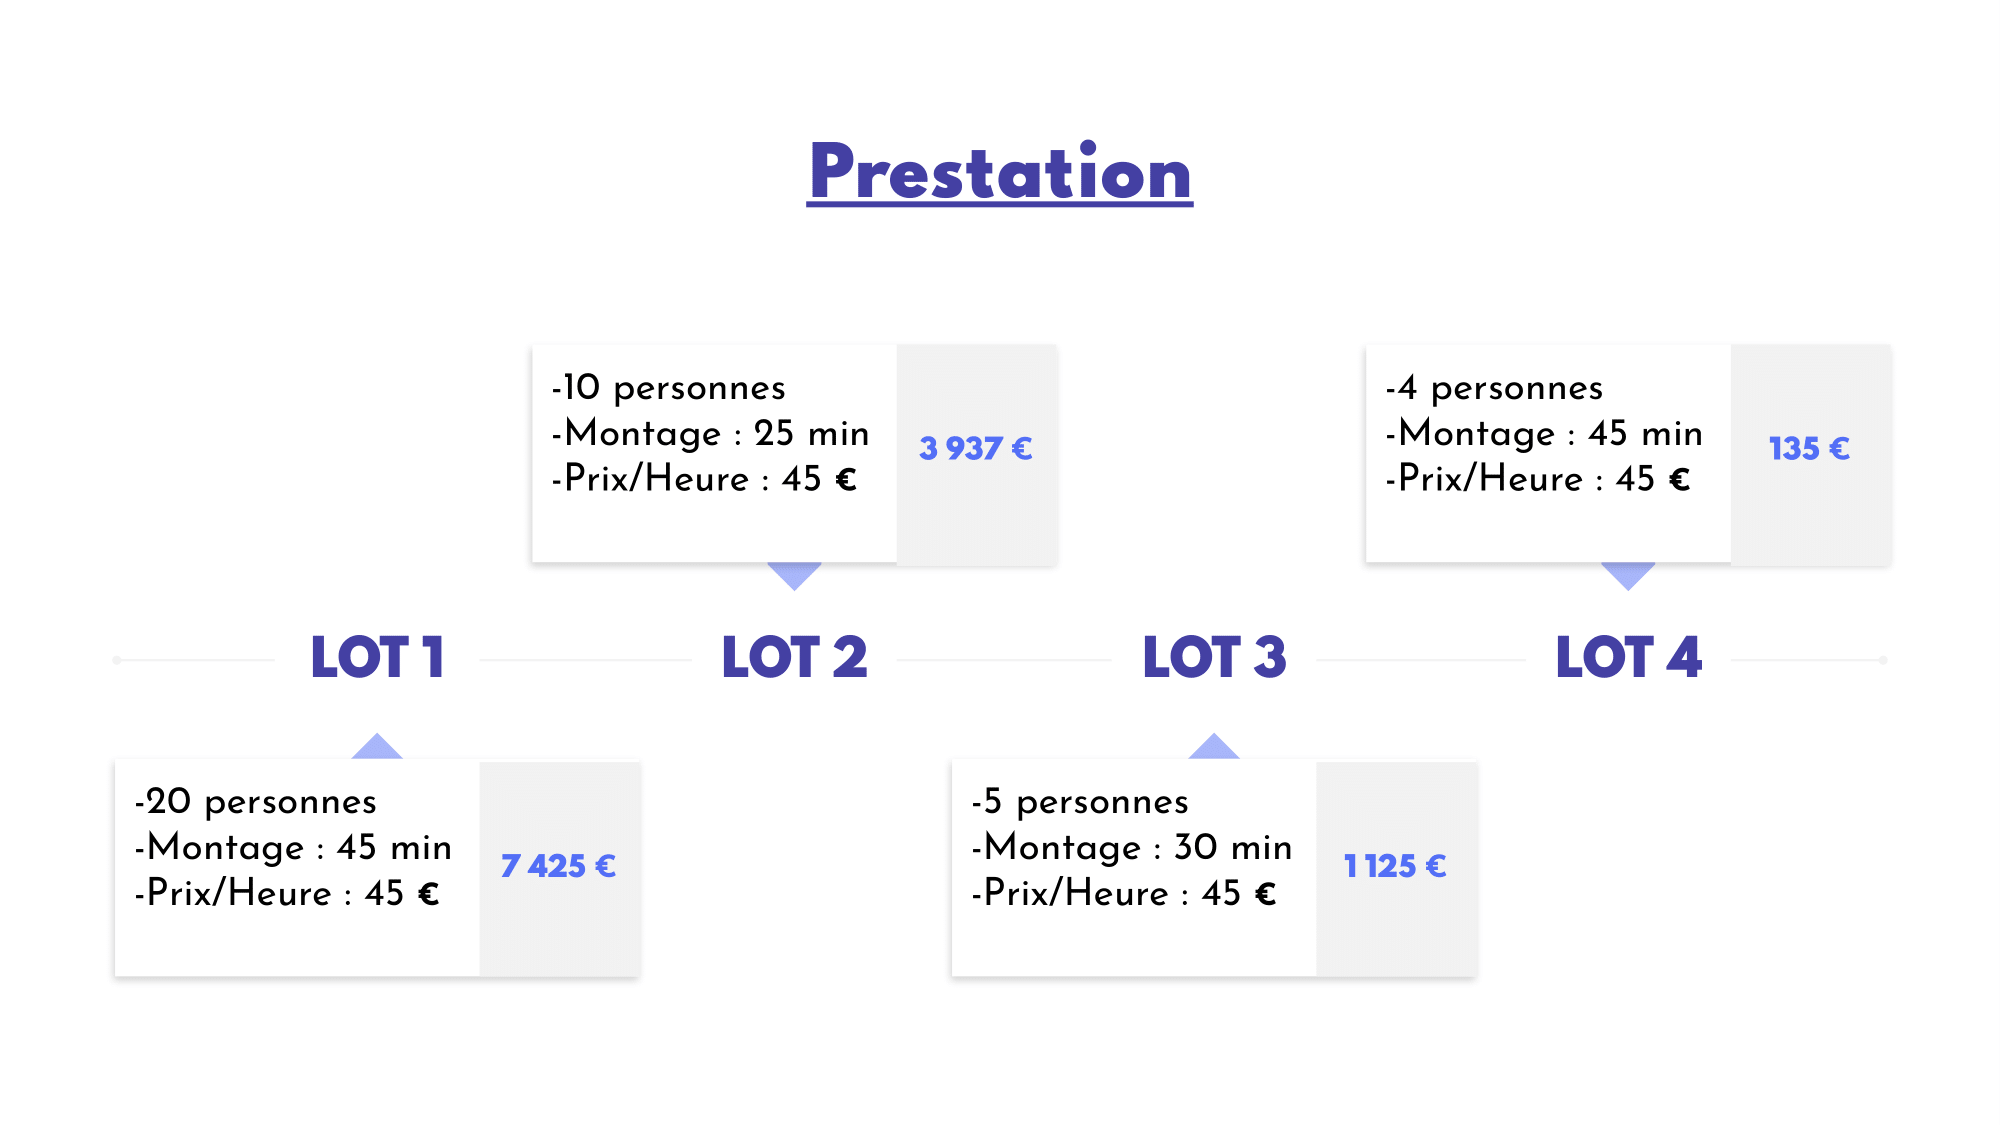 Prestation
-10 personnes
-Montage : 25 min
-Prix/Heure : 45 €
3 937 €
-4 personnes
-Montage : 45 min
-Prix/Heure : 45 €
135 €
LOT 1
LOT 2
LOT 3
LOT 4
-20 personnes
-Montage : 45 min
-Prix/Heure : 45 €
7 425 €
-5 personnes
-Montage : 30 min
-Prix/Heure : 45 €
1 125 €